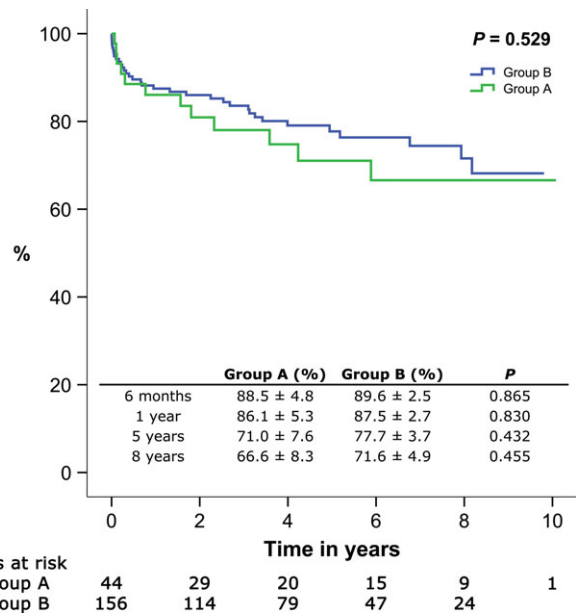 100
P = 0.529
Group B
Group A
80
60
%
40
Group A (%) Group B (%) P
20
6 months 88.5 ± 4.8 89.6 ± 2.5 0.865
1 year 86.1 ± 5.3 87.5 ± 2.7 0.830
5 years 71.0 ± 7.6 77.7 ± 3.7 0.432
8 years 66.6 ± 8.3 71.6 ± 4.9 0.455
0
0 2 4 6 8 10
Time in years
s at risk
oup A 44 29 20 15 9 1
oup B 156 114 79 47 24